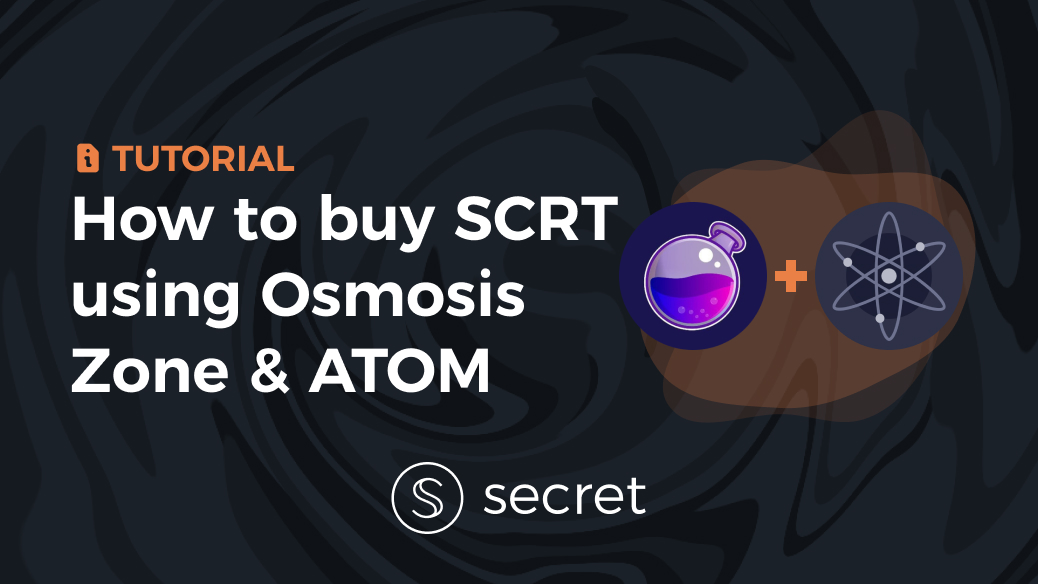 TUTORIAL
How to buy SCRT
using Osmosis
Zone & ATOM
secret